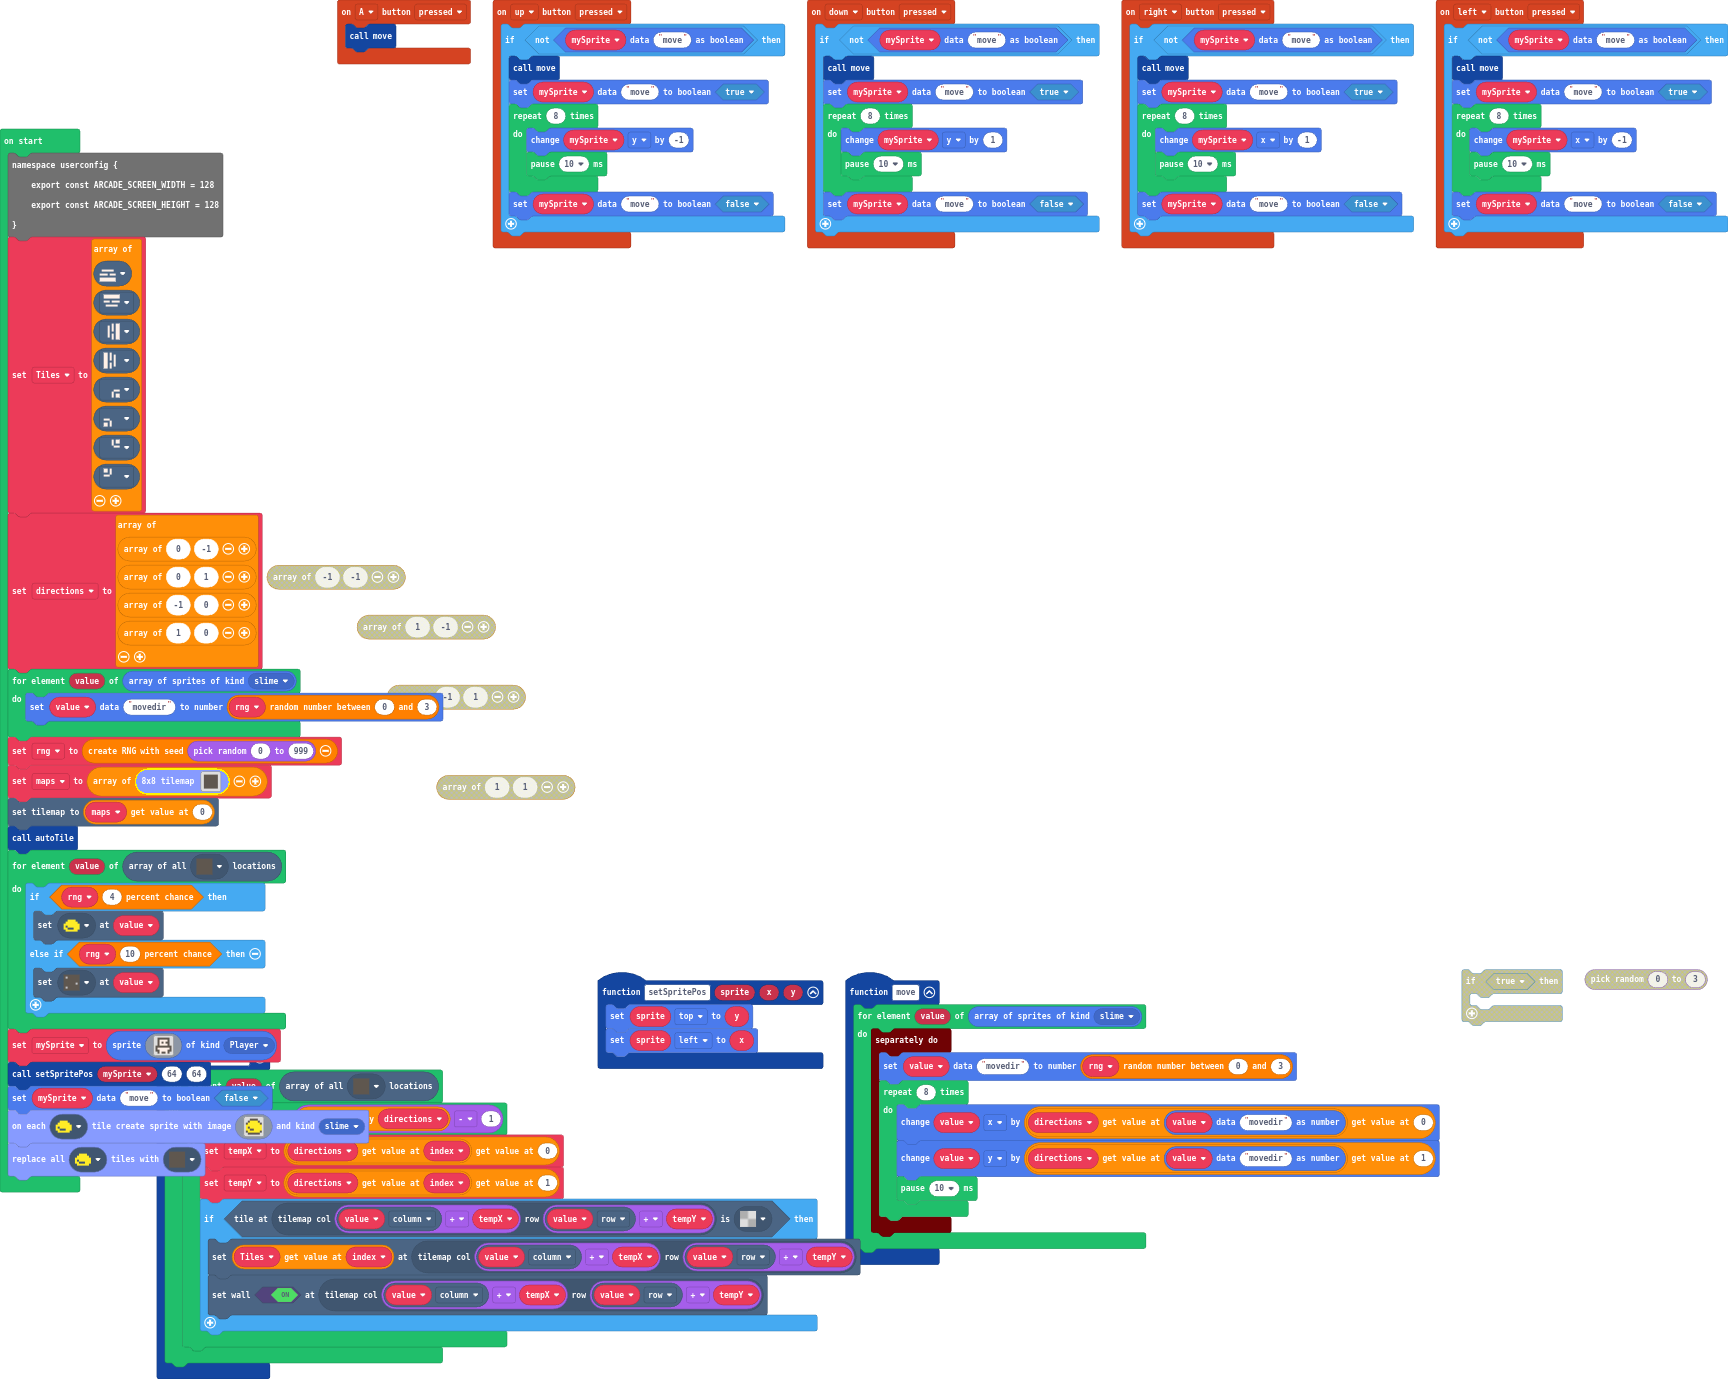 on A button pressed
call move
on up button pressed
if not mySprite data "move" as boolean then
call move
set mySprite data "move" to boolean true
repeat 8 times
do change mySprite y by -1
pause 10 ms
set mySprite data "move" to boolean false
on down button pressed
if not mySprite data "move" as boolean then
call move
set mySprite data "move" to boolean true
repeat 8 times
do change mySprite y by 1
pause 10 ms
set mySprite data "move" to boolean false
on right button pressed
if not mySprite data "move" as boolean then
call move
set mySprite data "move" to boolean true
repeat 8 times
do change mySprite x by 1
pause 10 ms
set mySprite data "move" to boolean false
on left button pressed
if not mySprite data "move" as boolean then
call move
set mySprite data "move" to boolean true
repeat 8 times
do change mySprite x by -1
pause 10 ms
set mySprite data "move" to boolean false
on start
namespace userconfig {
export const ARCADE_SCREEN_WIDTH = 128
export const ARCADE_SCREEN_HEIGHT = 128
}
set Tiles to array of
set directions to array of
array of 0 -1
array of 0 1
array of -1 0
array of 1 0
array of -1 -1
array of 1 -1
-1 1
array of 1 1
for element value of array of sprites of kind slime
do set value data "movedir" to number rng random number between 0 and 3
set rng to create RNG with seed pick random 0 to 999
set maps to array of 8x8 tilemap
set tilemap to maps get value at 0
call autoTile
for element value of array of all locations
do if rng 4 percent chance then
set at value
else if rng 10 percent chance then
set at value
set mySprite to sprite of kind Player
call setSpritePos mySprite 64 64
set mySprite data "move" to boolean false
on each tile create sprite with image and kind slime
replace all tiles with
value of array of all locations
directions - 1
set tempX to directions get value at index get value at 0
set tempY to directions get value at index get value at 1
if tile at tilemap col value column + tempX row value row + tempY is then
set Tiles get value at index at tilemap col value column + tempX row value row + tempY
set wall ON at tilemap col value column + tempX row value row + tempY
function setSpritePos sprite x y
set sprite top to y
set sprite left to x
function move
for element value of array of sprites of kind slime
do separately do
set value data "movedir" to number rng random number between 0 and 3
repeat 8 times
do change value x by directions get value at value data "movedir" as number get value at 0
change value y by directions get value at value data "movedir" as number get value at 1
pause 10 ms
if true then
pick random 0 to 3